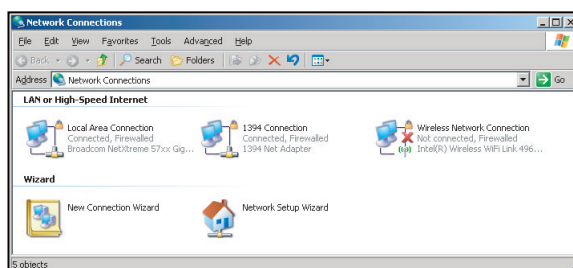 Network Connections
File Edit View Favorites Tools Advanced Help
Back Search Folders
Address Network Connections Go
LAN or High-Speed Internet
Local Area Connection
Connected, Firewalled
Broadcom NetXtreme 57xx Gig...
1394 Connection
Connected, Firewalled
1394 Net Adapter
Wireless Network Connection
Not connected, Firewalled
Intel(R) Wireless WiFi Link 496...
Wizard
New Connection Wizard
Network Setup Wizard
5 objects